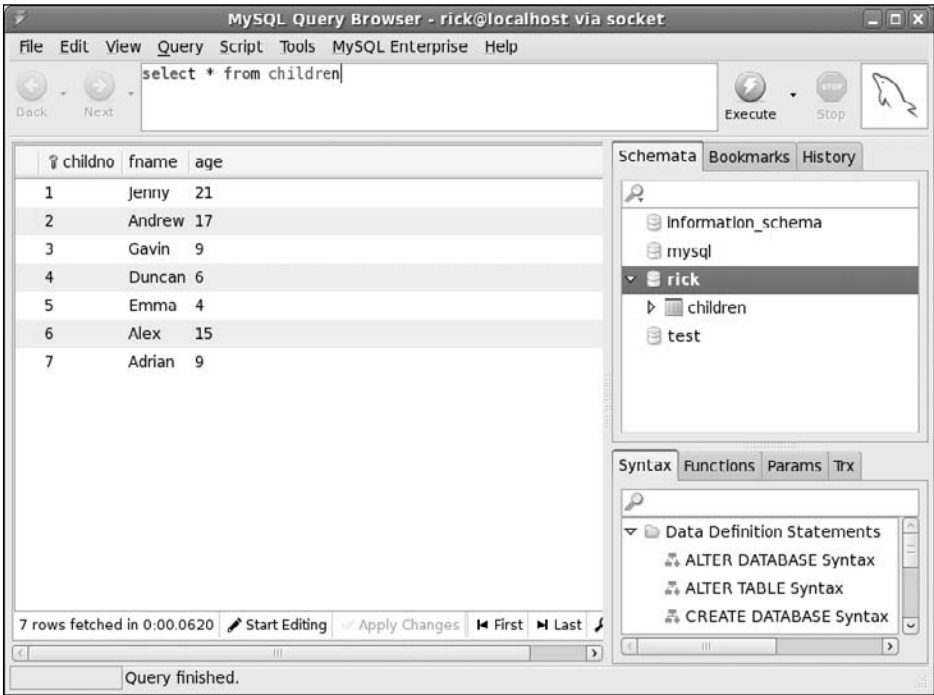 MySQL Query Browser - rick@localhost via socket
File Edit View Query Script Tools MySQL Enterprise Help
select * from children
Back Next Execute STOP Stop
childno fname age
1 Jenny 21
2 Andrew 17
3 Gavin 9
4 Duncan 6
5 Emma 4
6 Alex 15
7 Adrian 9
7 rows fetched in 0:00.0620 Start Editing Apply Changes First Last
Query finished.
Schemata Bookmarks History
information_schema
mysql
rick
children
test
Syntax Functions Params Trx
Data Definition Statements
ALTER DATABASE Syntax
ALTER TABLE Syntax
CREATE DATABASE Syntax